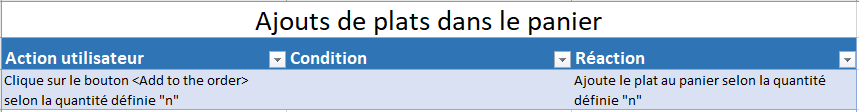 Ajouts de plats dans le panier
Action utilisateur Condition Réaction
Clique sur le bouton <Add to the order>
selon la quantité définie "n"
Ajoute le plat au panier selon la quantité
définie "n"